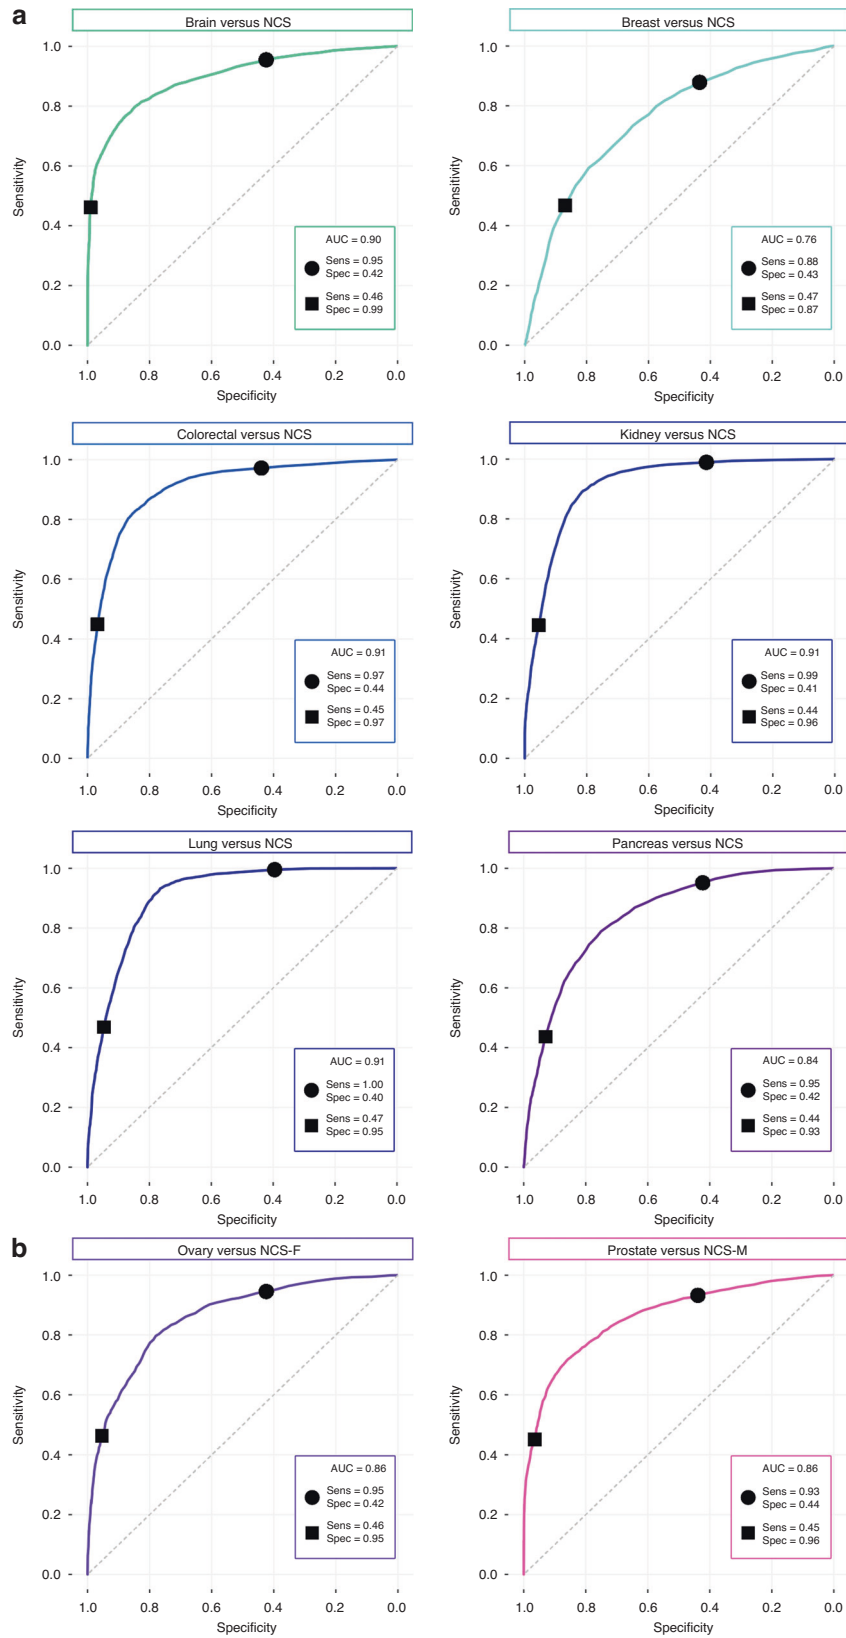 a
Brain versus NCS
1.0
0.8
0.6
0.4
0.2
0.0
Sensitivity
AUC = 0.90
Sens = 0.95
Spec = 0.42
Sens = 0.46
Spec = 0.99
1.0 0.8 0.6 0.4 0.2 0.0
Specificity
Breast versus NCS
1.0
0.8
0.6
0.4
0.2
0.0
Sensitivity
AUC = 0.76
Sens = 0.88
Spec = 0.43
Sens = 0.47
Spec = 0.87
1.0 0.8 0.6 0.4 0.2 0.0
Specificity
Colorectal versus NCS
1.0
0.8
0.6
0.4
0.2
0.0
Sensitivity
AUC = 0.91
Sens = 0.97
Spec = 0.44
Sens = 0.45
Spec = 0.97
1.0 0.8 0.6 0.4 0.2 0.0
Specificity
Kidney versus NCS
1.0
0.8
0.6
0.4
0.2
0.0
Sensitivity
AUC = 0.91
Sens = 0.99
Spec = 0.41
Sens = 0.44
Spec = 0.96
1.0 0.8 0.6 0.4 0.2 0.0
Specificity
Lung versus NCS
1.0
0.8
0.6
0.4
0.2
0.0
Sensitivity
AUC = 0.91
Sens = 1.00
Spec = 0.40
Sens = 0.47
Spec = 0.95
1.0 0.8 0.6 0.4 0.2 0.0
Specificity
Pancreas versus NCS
1.0
0.8
0.6
0.4
0.2
0.0
Sensitivity
AUC = 0.84
Sens = 0.95
Spec = 0.42
Sens = 0.44
Spec = 0.93
1.0 0.8 0.6 0.4 0.2 0.0
Specificity
b
Ovary versus NCS-F
1.0
0.8
0.6
0.4
0.2
0.0
Sensitivity
AUC = 0.86
Sens = 0.95
Spec = 0.42
Sens = 0.46
Spec = 0.95
1.0 0.8 0.6 0.4 0.2 0.0
Specificity
Prostate versus NCS-M
1.0
0.8
0.6
0.4
0.2
0.0
Sensitivity
AUC = 0.86
Sens = 0.93
Spec = 0.44
Sens = 0.45
Spec = 0.96
1.0 0.8 0.6 0.4 0.2 0.0
Specificity